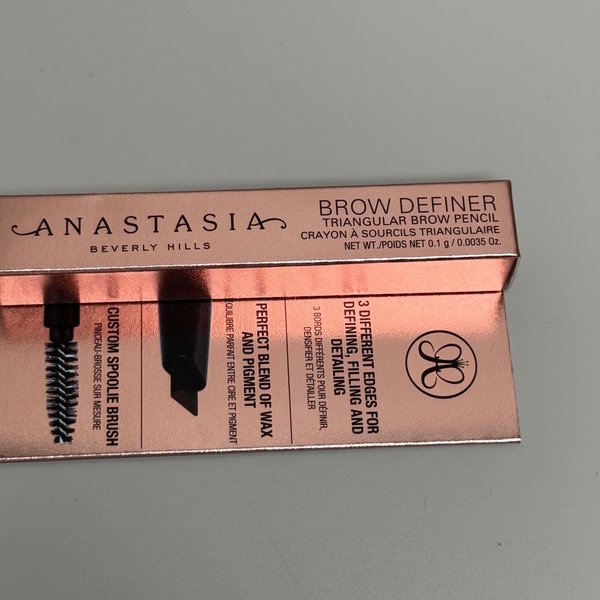 ANASTASIA
BEVERLY HILLS
BROW DEFINER
TRIANGULAR BROW PENCIL
CRAYON À SOURCILS TRIANGULAIRE
NET WT./POIDS NET 0.1 g / 0.0035 Oz.
CUSTOM SPOOLIE BRUSH
PINCEAU-BROSSE SUR MESURE
PERFECT BLEND OF WAX
AND PIGMENT
ÉQUILIBRE PARFAIT ENTRE CIRE ET PIGMENT
3 DIFFERENT EDGES FOR
DEFINING, FILLING AND
DETAILING
3 BORDS DIFFÉRENTS POUR DÉFINIR,
DENSIFIER ET DÉTAILLER